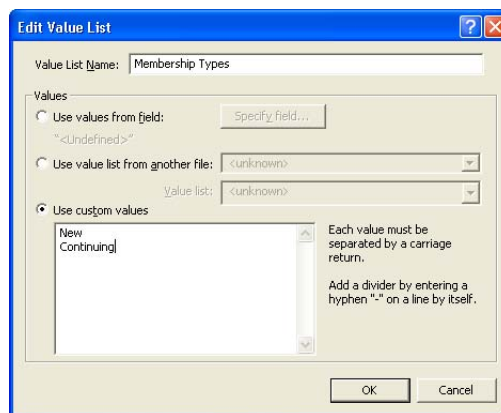 Edit Value List
Value List Name: Membership Types
Values
Use values from field: Specify field...
"<Undefined>"
Use value list from another file: <unknown>
Value list: <unknown>
Use custom values
New
Continuing
Each value must be
separated by a carriage
return.
Add a divider by entering a
hyphen "-" on a line by itself.
OK Cancel